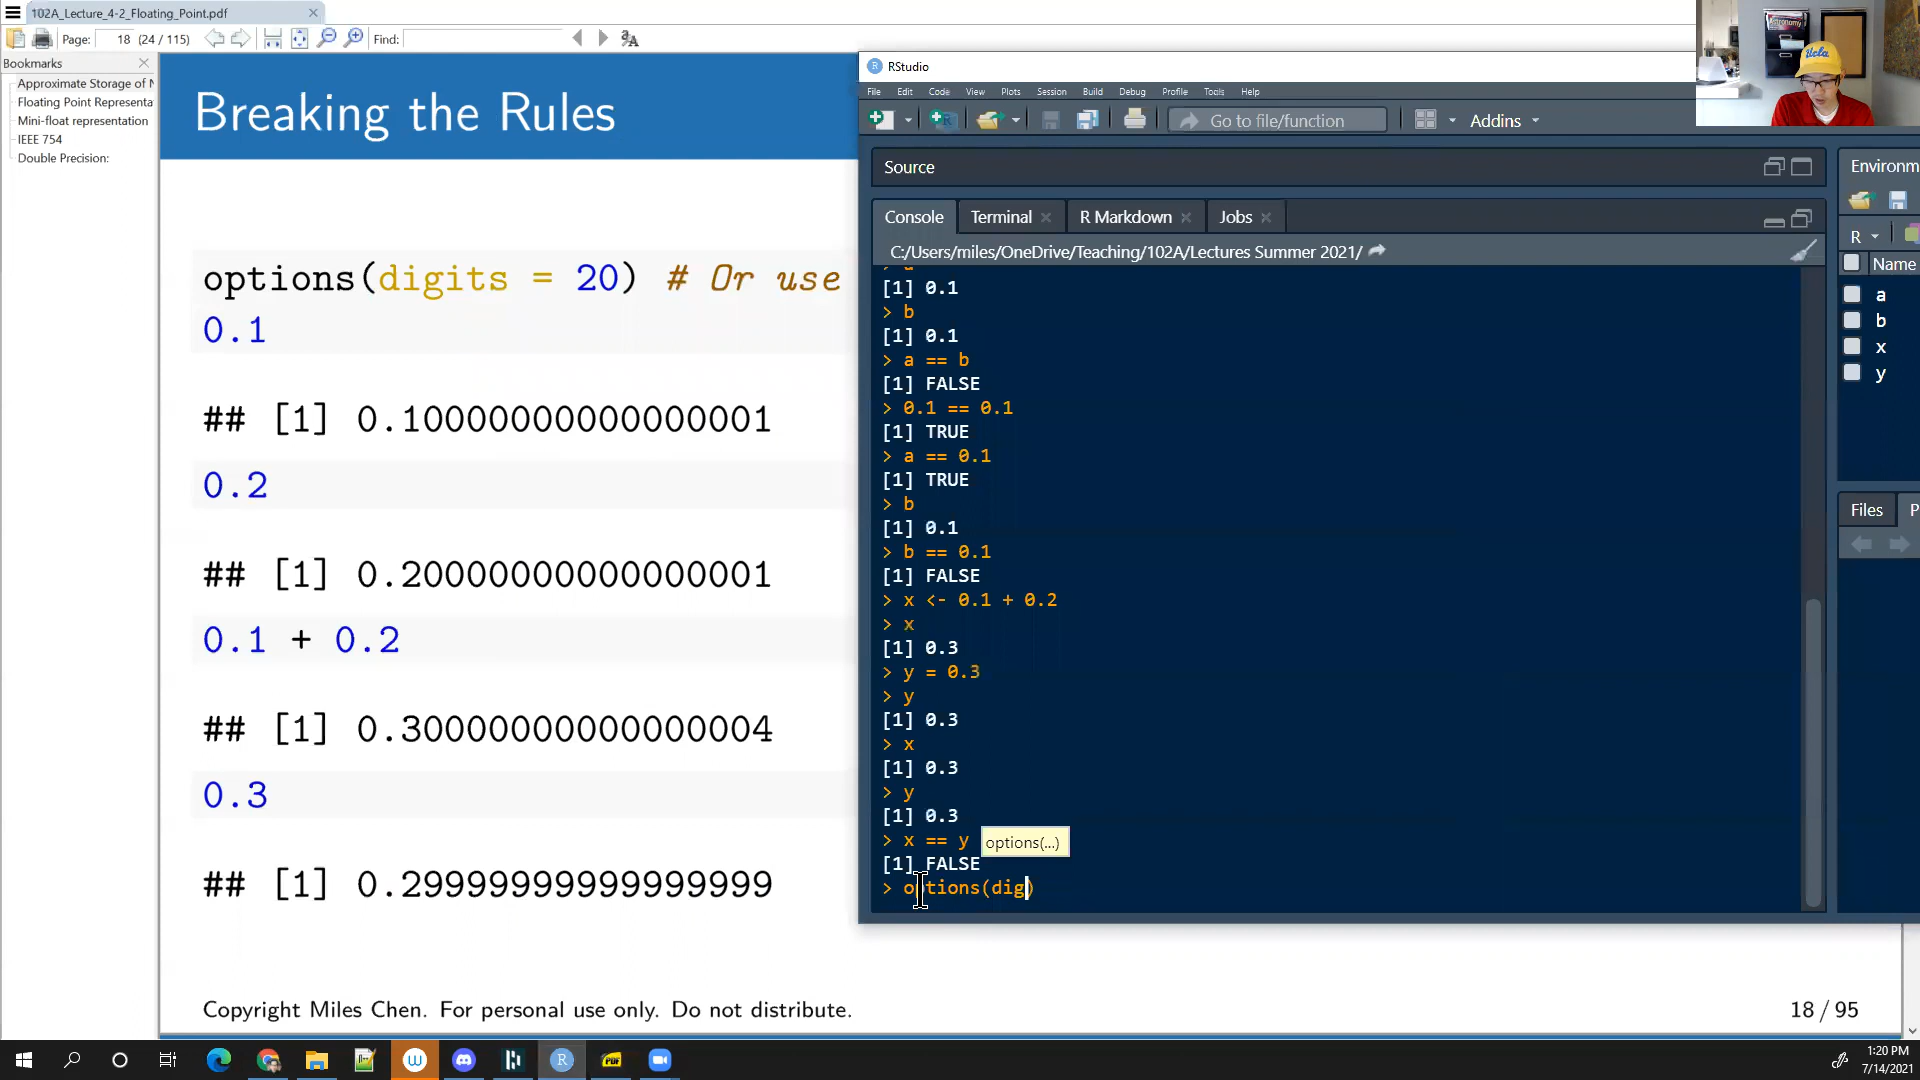 102A_Lecture_4-2_Floating_Point.pdf
Page: 18 (24 / 115) Find:
Bookmarks
Approximate Storage of N
Floating Point Representa
Mini-float representation
IEEE 754
Double Precision:
Breaking the Rules
options(digits = 20) # Or use
0.1
## [1] 0.10000000000000001
0.2
## [1] 0.20000000000000001
0.1 + 0.2
## [1] 0.30000000000000004
0.3
## [1] 0.29999999999999999
Copyright Miles Chen. For personal use only. Do not distribute.
18 / 95
RStudio
File Edit Code View Plots Session Build Debug Profile Tools Help
Go to file/function Addins
Source
Console Terminal R Markdown Jobs
C:/Users/miles/OneDrive/Teaching/102A/Lectures Summer 2021/
[1] 0.1
> b
[1] 0.1
> a == b
[1] FALSE
> 0.1 == 0.1
[1] TRUE
> a == 0.1
[1] TRUE
> b
[1] 0.1
> b == 0.1
[1] FALSE
> x <- 0.1 + 0.2
> x
[1] 0.3
> y = 0.3
> y
[1] 0.3
> x
[1] 0.3
> y
[1] 0.3
> x == y
options(...)
[1] FALSE
> options(dig)
Environm
R
Name
a
b
x
y
Files P
Ucla
1:20 PM
7/14/2021